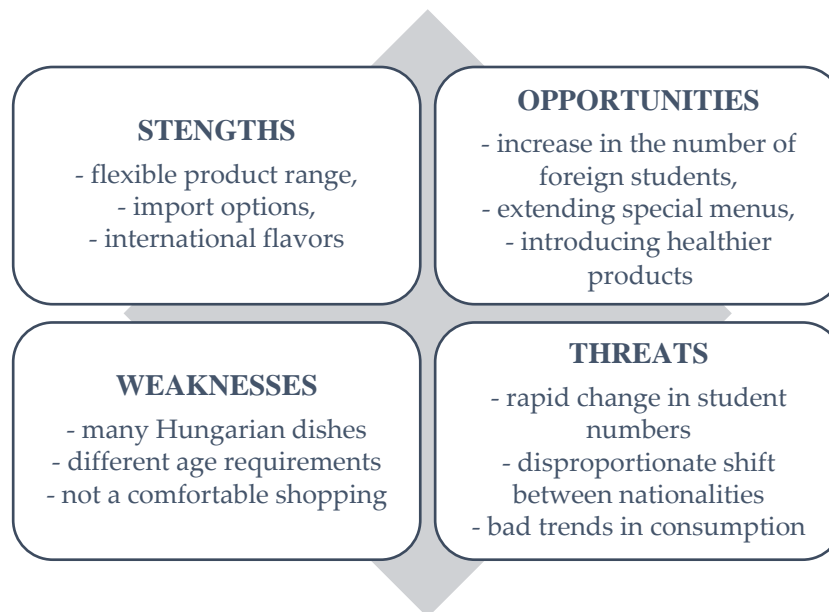 STENGTHS
- flexible product range,
- import options,
- international flavors
OPPORTUNITIES
- increase in the number of
foreign students,
- extending special menus,
- introducing healthier
products
WEAKNESSES
- many Hungarian dishes
- different age requirements
- not a comfortable shopping
THREATS
- rapid change in student
numbers
- disproportionate shift
between nationalities
- bad trends in consumption